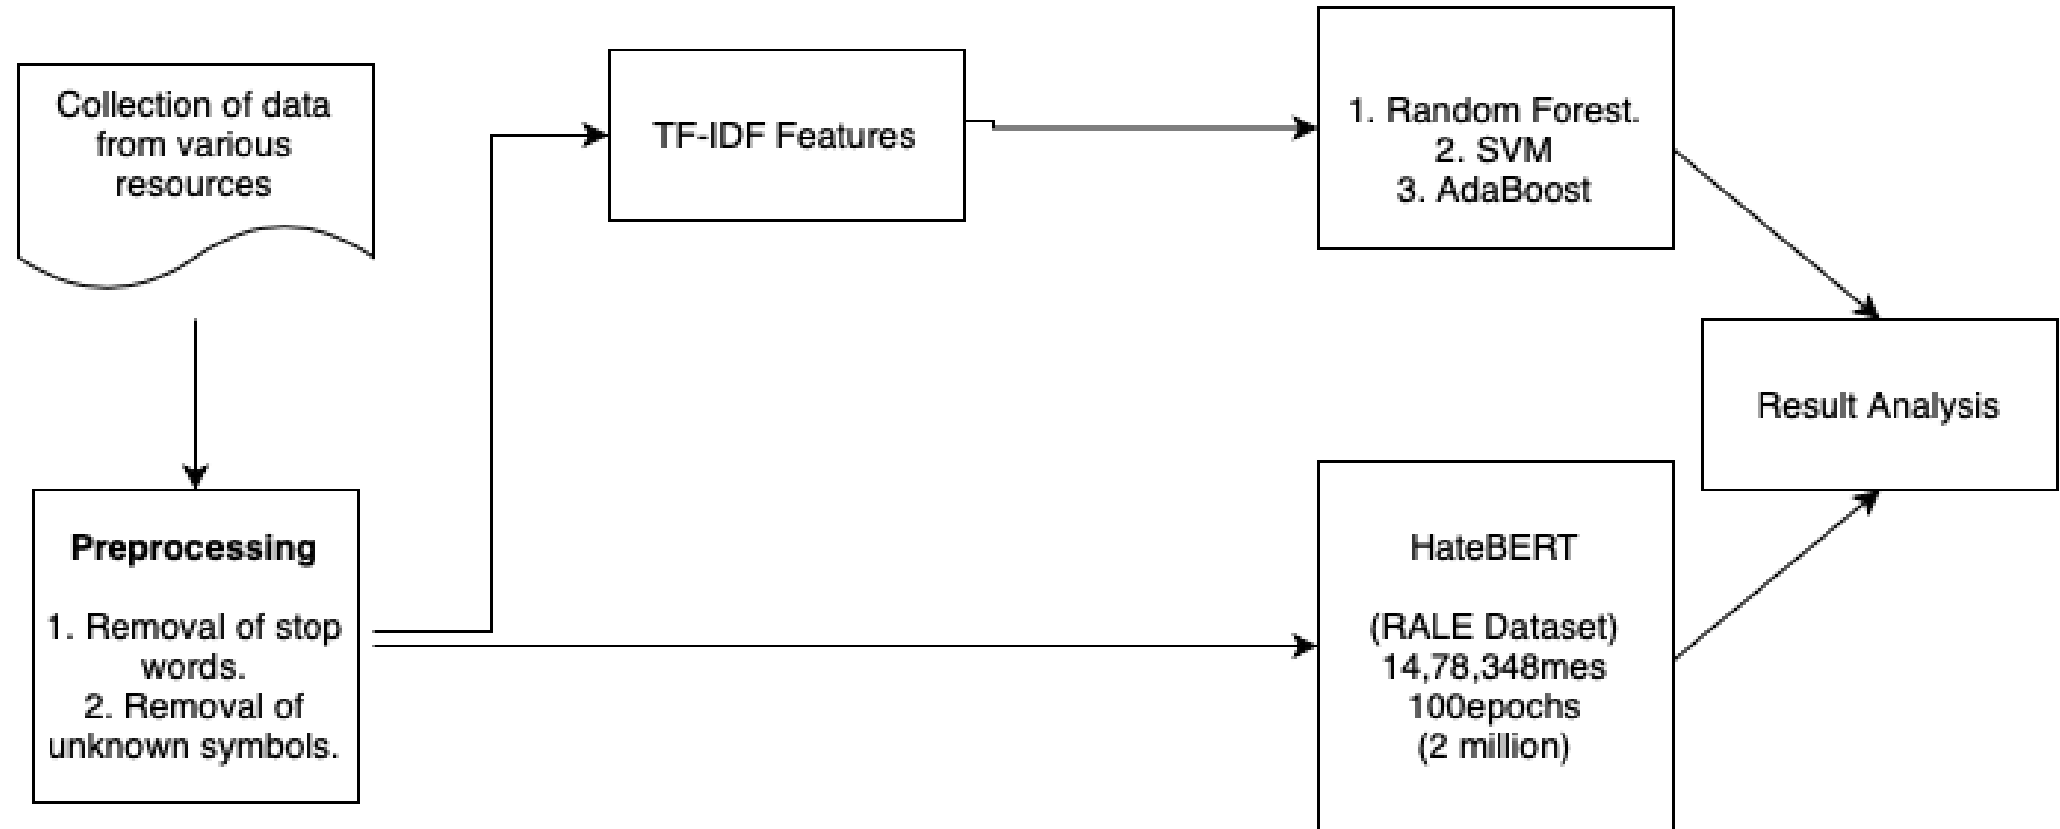 Collection of data
from various
resources
Preprocessing
1. Removal of stop
words.
2. Removal of
unknown symbols.
TF-IDF Features
1. Random Forest.
2. SVM
3. AdaBoost
HateBERT
(RALE Dataset)
14,78,348mes
100epochs
(2 million)
Result Analysis